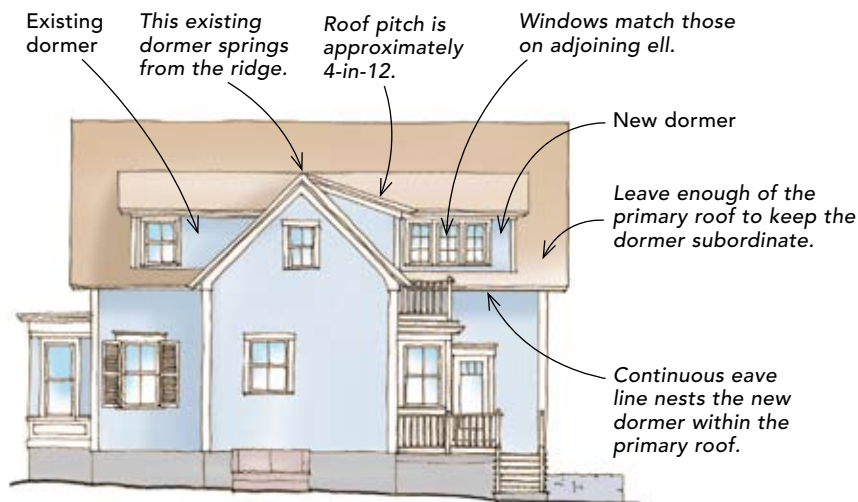 Existing
dormer
This existing
dormer springs
from the ridge.
Roof pitch is
approximately
4-in-12.
Windows match those
on adjoining ell.
New dormer
Leave enough of the
primary roof to keep the
dormer subordinate.
Continuous eave
line nests the new
dormer within the
primary roof.